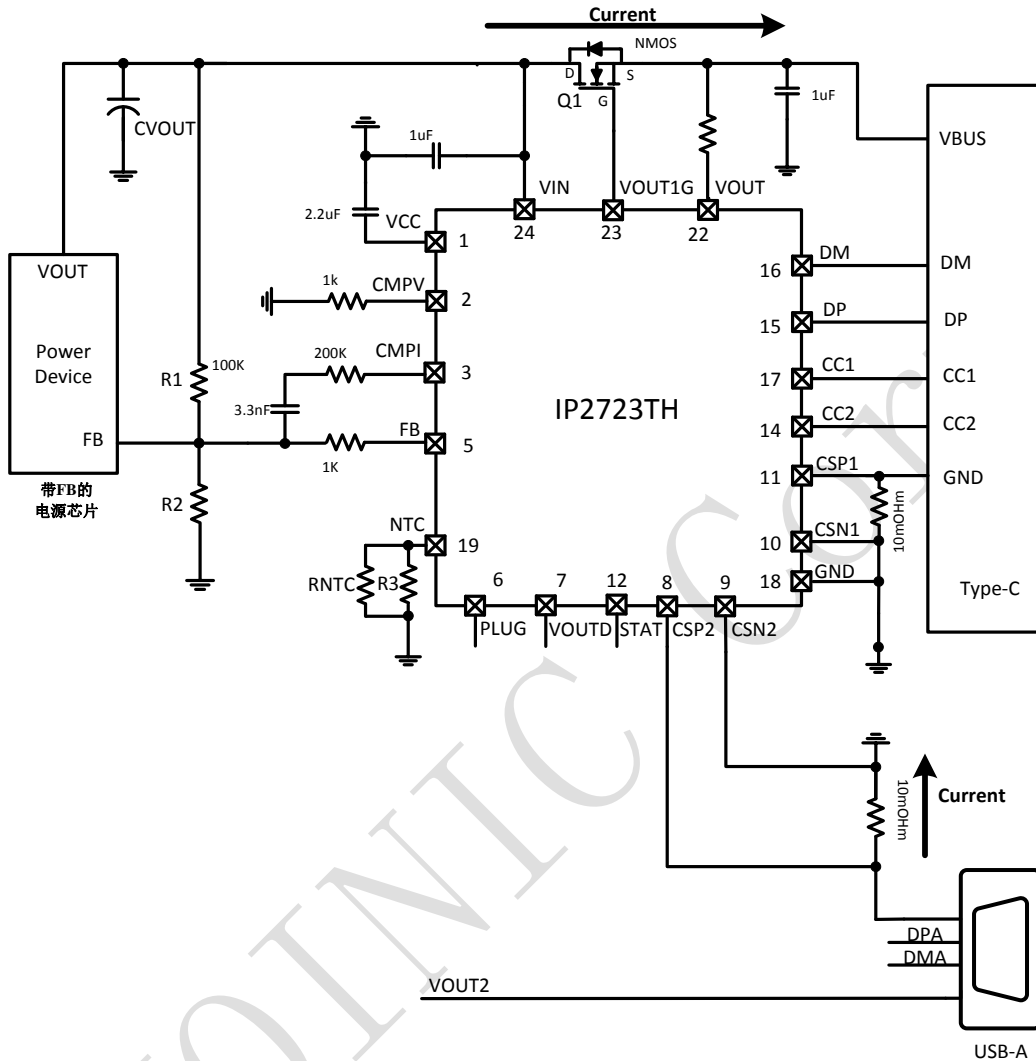 Current
NMOS
D
S
Q1
G
1uF
CVOUT
1uF
VBUS
VIN
VOUT1G
VOUT
2.2uF
VCC
24
23
22
1
VOUT
DM
DM
16
1k
CMPV
2
DP
DP
15
Power
Device
R1
100K
200K
CMPI
3
CC1
CC1
17
3.3nF
IP2723TH
CC2
CC2
14
FB
FB
5
1K
CSP1
GND
11
带FB的
电源芯片
R2
10mOHm
NTC
19
CSN1
10
RNTC
R3
6
7
12
8
9
18
GND
Type-C
PLUG
VOUTD
STAT
CSP2
CSN2
Current
10mOHm
DPA
DMA
VOUT2
USB-A
OINIC Cor